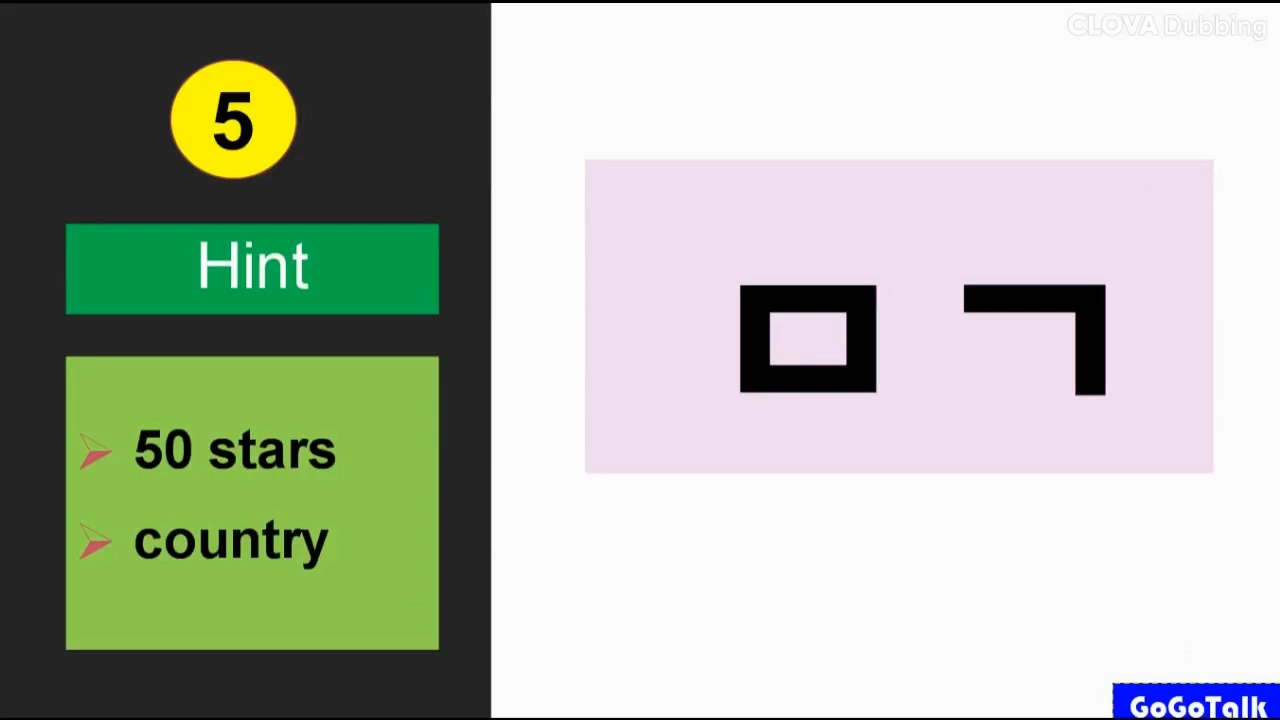 CLOVA Dubbing
5
Hint
50 stars
country
ㅁ ㄱ
GoGoTalk